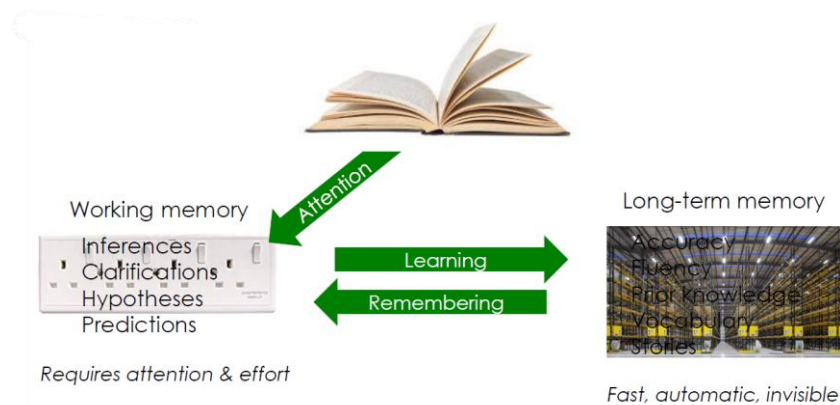 Attention
Working memory
Inferences
Clarifications
Hypotheses
Predictions
Requires attention & effort
Learning
Remembering
Long-term memory
Accuracy
Fluency
Prior knowledge
Vocabulary
Stories
Fast, automatic, invisible